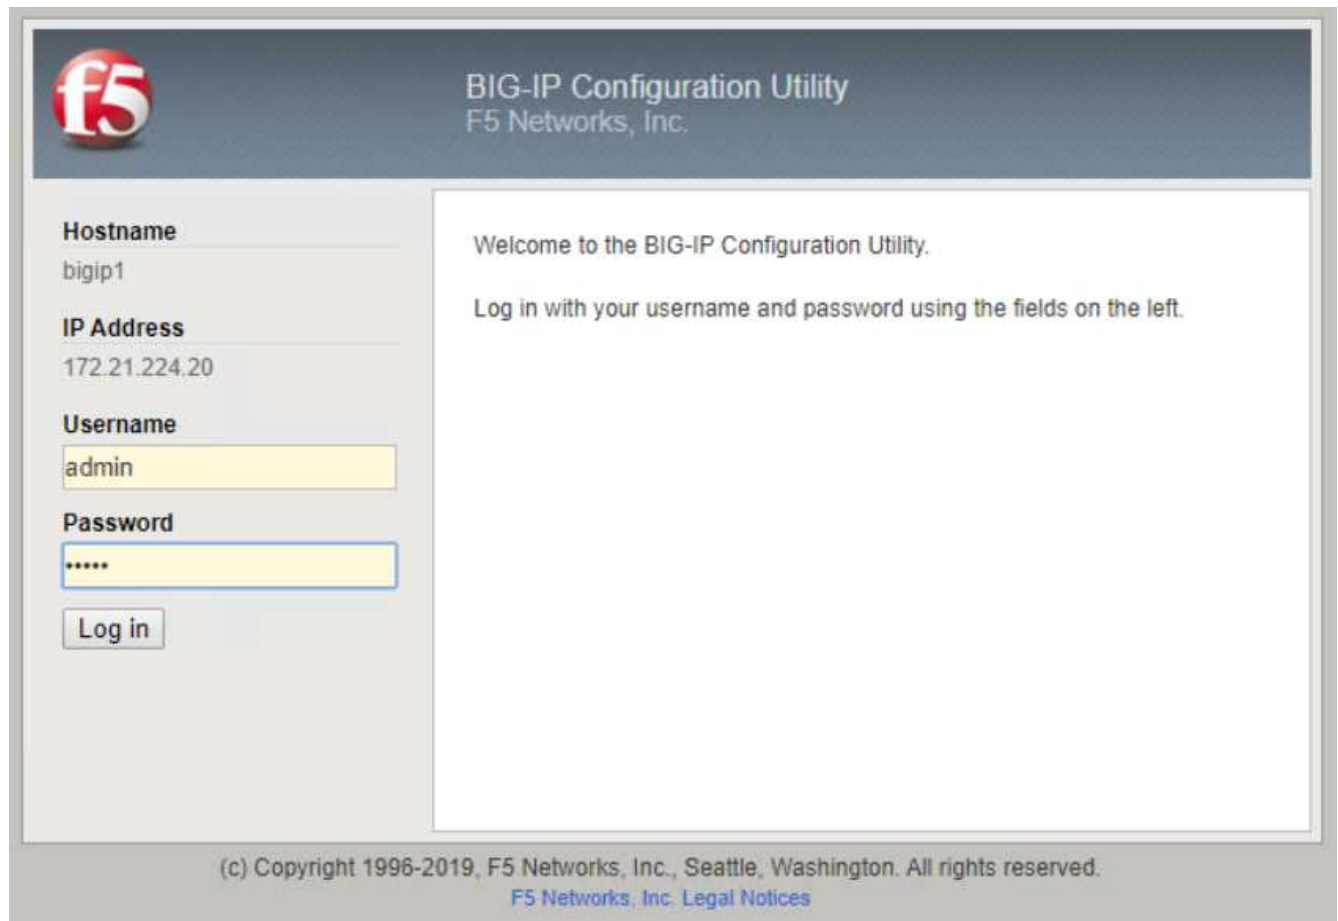 f5
BIG-IP Configuration Utility
F5 Networks, Inc.
Hostname
bigip1
IP Address
172.21.224.20
Username
admin
Password
•••••
Log in
Welcome to the BIG-IP Configuration Utility.
Log in with your username and password using the fields on the left.
(c) Copyright 1996-2019, F5 Networks, Inc., Seattle, Washington. All rights reserved.
F5 Networks, Inc. Legal Notices